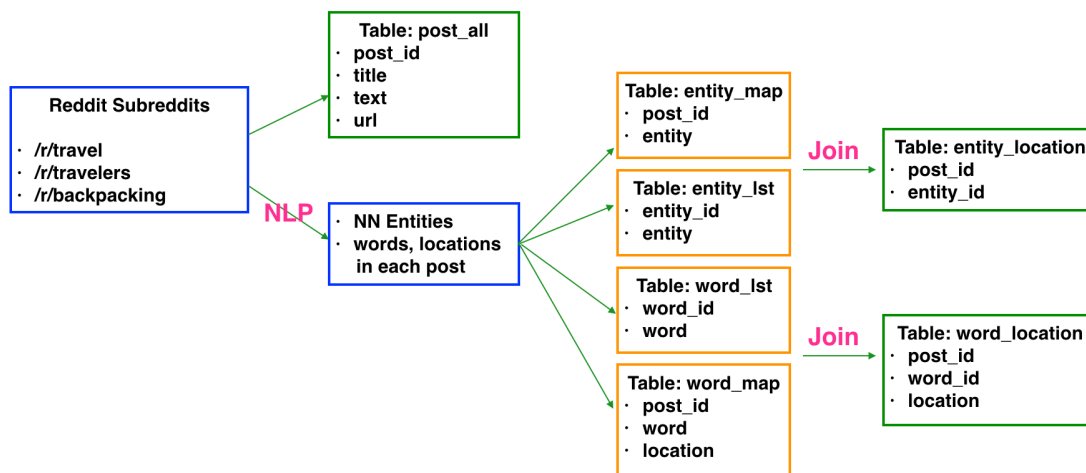 Reddit Subreddits
· /r/travel
· /r/travelers
· /r/backpacking
Table: post_all
· post_id
· title
· text
· url
NLP
· NN Entities
· words, locations
in each post
Table: entity_map
· post_id
· entity
Table: entity_lst
· entity_id
· entity
Table: word_lst
· word_id
· word
Table: word_map
· post_id
· word
· location
Join
Table: entity_location
· post_id
· entity_id
Join
Table: word_location
· post_id
· word_id
· location